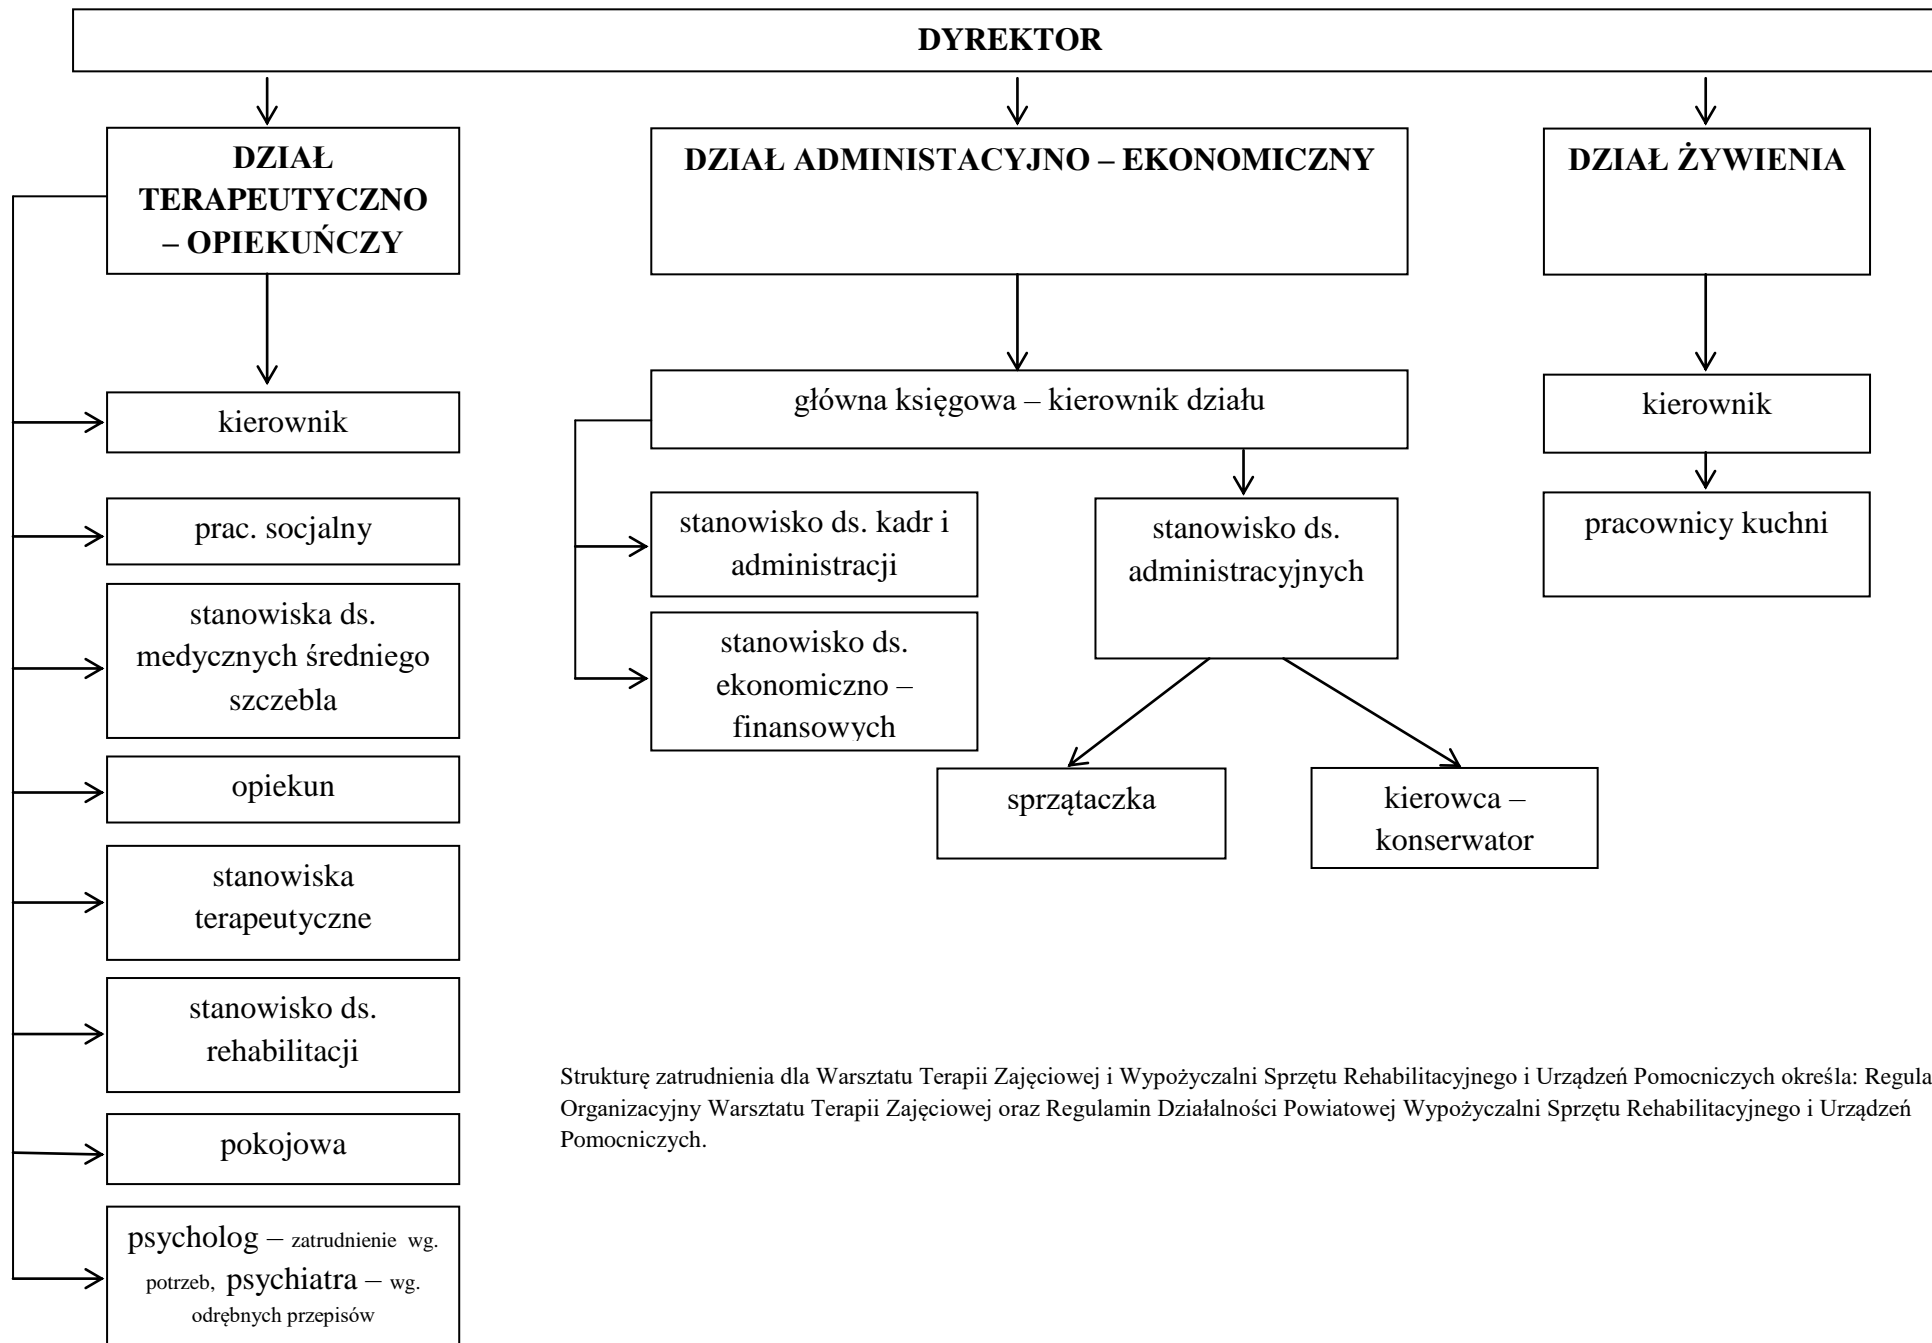 DYREKTOR
DZIAŁ
TERAPEUTYCZNO
– OPIEKUŃCZY
DZIAŁ ADMINISTACYJNO – EKONOMICZNY
DZIAŁ ŻYWIENIA
kierownik
główna księgowa – kierownik działu
kierownik
prac. socjalny
stanowisko ds. kadr i
administracji
stanowisko ds.
administracyjnych
pracownicy kuchni
stanowiska ds.
medycznych średniego
szczebla
stanowisko ds.
ekonomiczno –
finansowych
opiekun
sprzątaczka
kierowca –
konserwator
stanowiska
terapeutyczne
stanowisko ds.
rehabilitacji
Strukturę zatrudnienia dla Warsztatu Terapii Zajęciowej i Wypożyczalni Sprzętu Rehabilitacyjnego i Urządzeń Pomocniczych określa: Regula
Organizacyjny Warsztatu Terapii Zajęciowej oraz Regulamin Działalności Powiatowej Wypożyczalni Sprzętu Rehabilitacyjnego i Urządzeń
Pomocniczych.
pokojowa
psycholog – zatrudnienie wg.
potrzeb, psychiatra – wg.
odrębnych przepisów